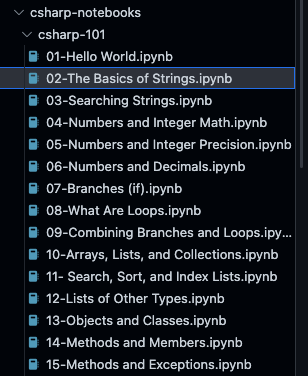 csharp-notebooks
csharp-101
01-Hello World.ipynb
02-The Basics of Strings.ipynb
03-Searching Strings.ipynb
04-Numbers and Integer Math.ipynb
05-Numbers and Integer Precision.ipynb
06-Numbers and Decimals.ipynb
07-Branches (if).ipynb
08-What Are Loops.ipynb
09-Combining Branches and Loops.ipy...
10-Arrays, Lists, and Collections.ipynb
11- Search, Sort, and Index Lists.ipynb
12-Lists of Other Types.ipynb
13-Objects and Classes.ipynb
14-Methods and Members.ipynb
15-Methods and Exceptions.ipynb